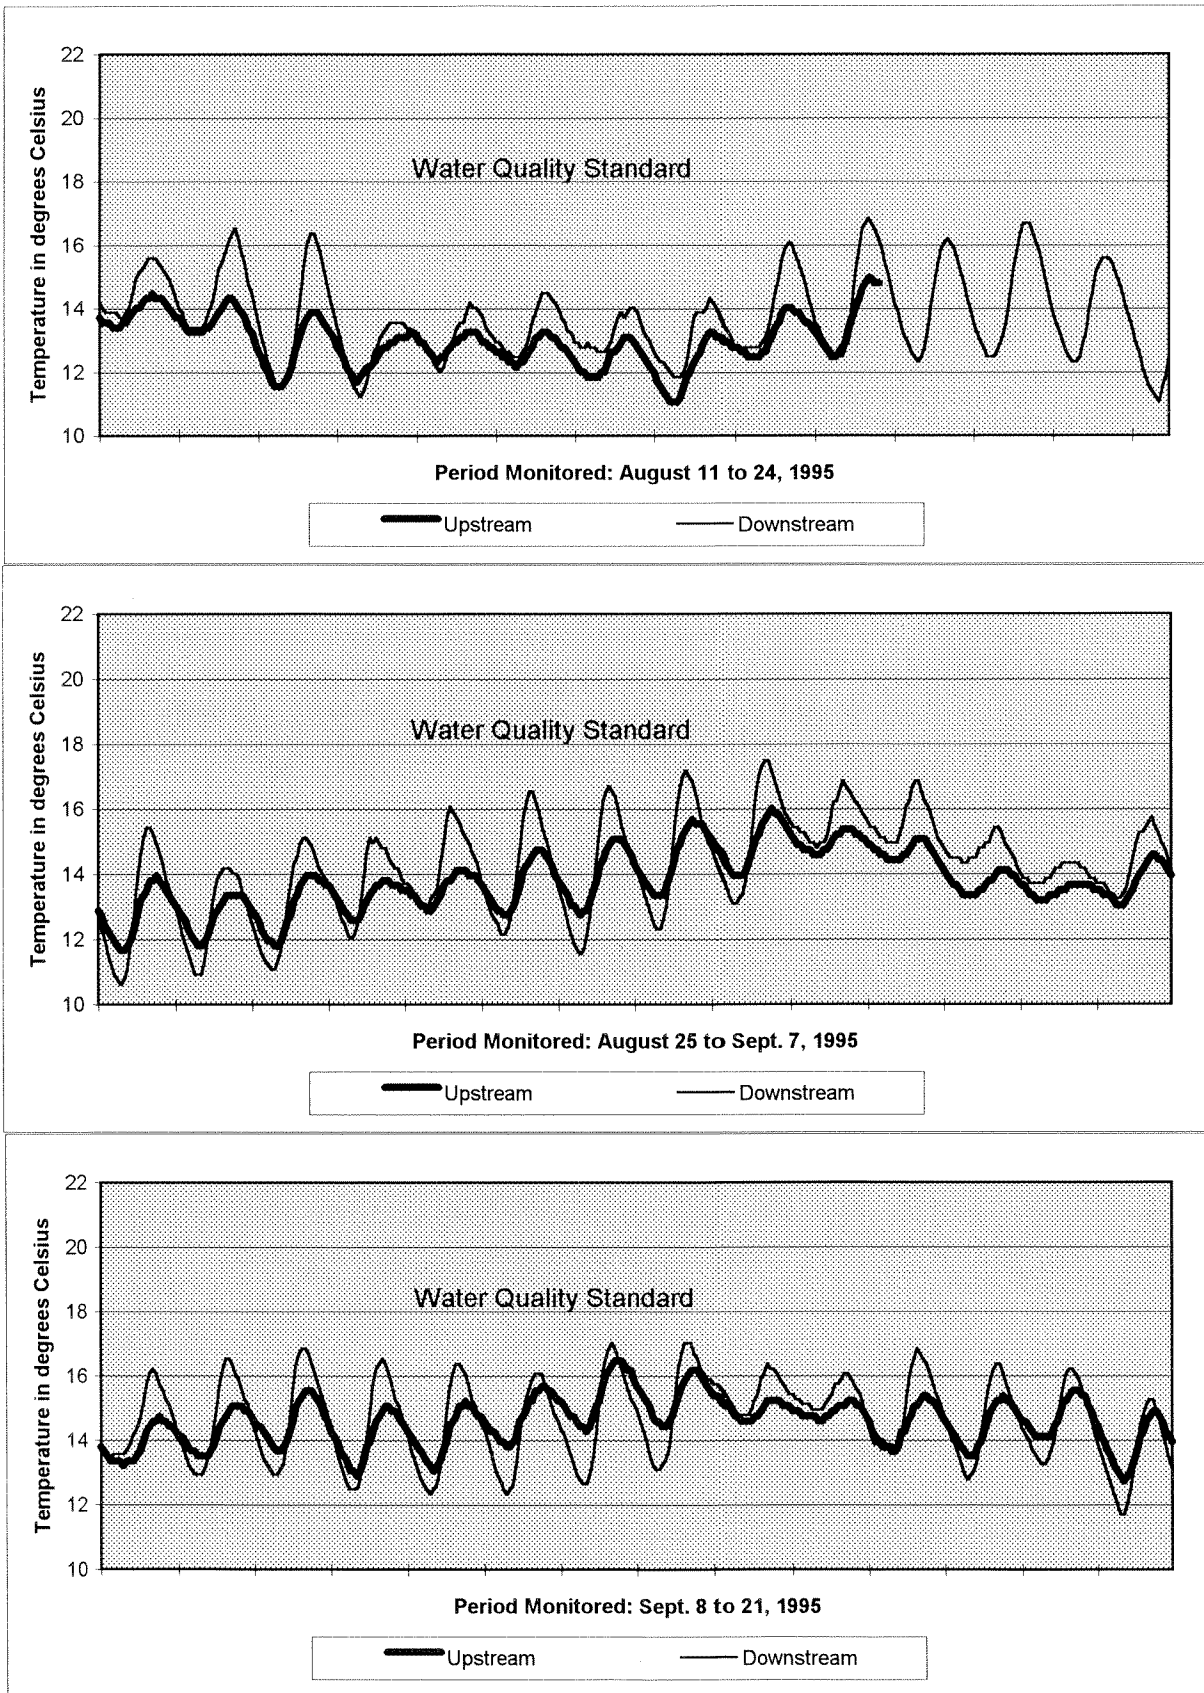 22
20
18
16
14
12
10
Temperature in degrees Celsius
Water Quality Standard
Period Monitored: August 11 to 24, 1995
Upstream Downstream
22
20
18
16
14
12
10
Temperature in degrees Celsius
Water Quality Standard
Period Monitored: August 25 to Sept. 7, 1995
Upstream Downstream
22
20
18
16
14
12
10
Temperature in degrees Celsius
Water Quality Standard
Period Monitored: Sept. 8 to 21, 1995
Upstream Downstream